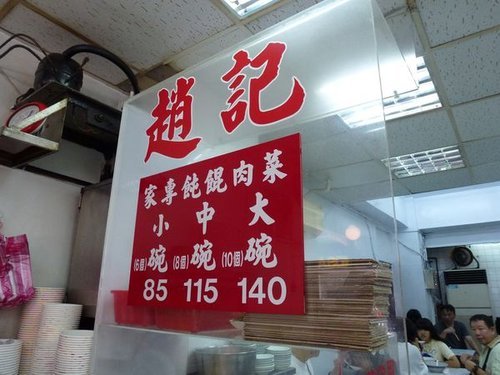 趙記
菜肉餛飩專家
大碗(10個) 140
中碗(8個) 115
小碗(6個) 85